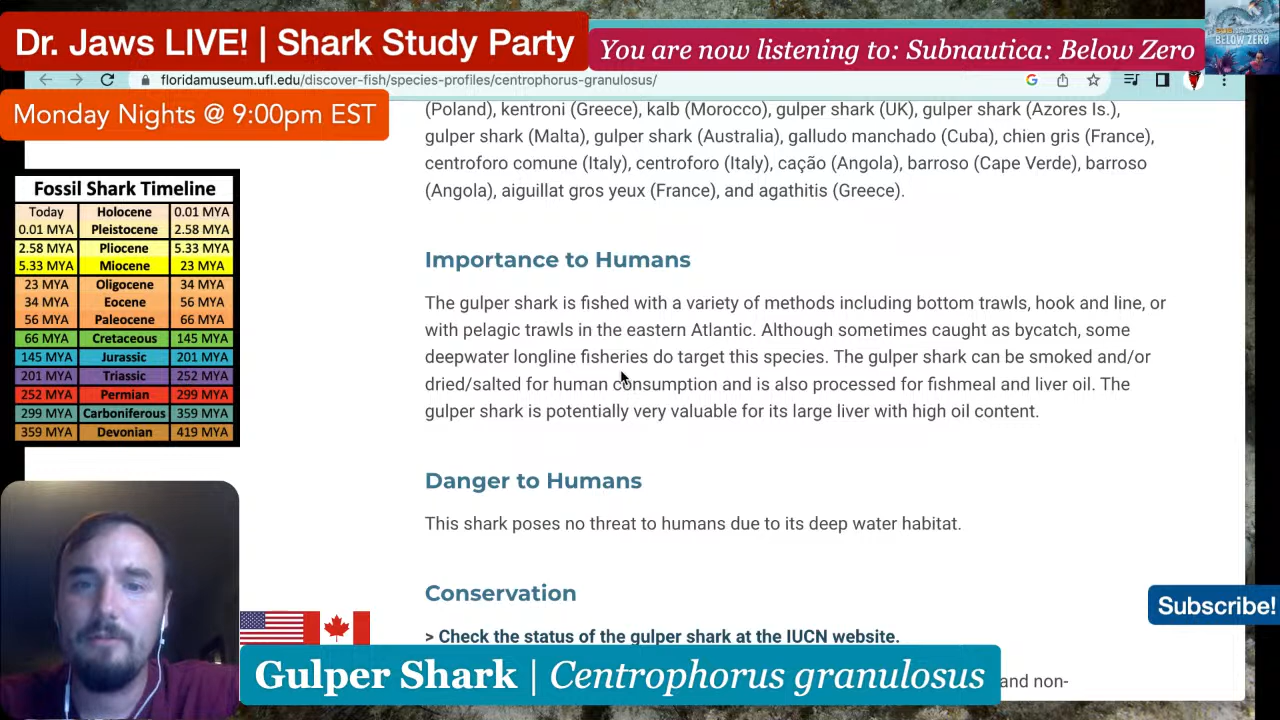 Dr. Jaws LIVE! | Shark Study Party
You are now listening to: Subnautica: Below Zero
BELOW ZERO
floridamuseum.ufl.edu/discover-fish/species-profiles/centrophorus-granulosus/
Monday Nights @ 9:00pm EST
(Poland), kentroni (Greece), kalb (Morocco), gulper shark (UK), gulper shark (Azores Is.),
gulper shark (Malta), gulper shark (Australia), galludo manchado (Cuba), chien gris (France),
centroforo comune (Italy), centroforo (Italy), cação (Angola), barroso (Cape Verde), barroso
(Angola), aiguillat gros yeux (France), and agathitis (Greece).
Fossil Shark Timeline
Today Holocene 0.01 MYA
0.01 MYA Pleistocene 2.58 MYA
2.58 MYA Pliocene 5.33 MYA
5.33 MYA Miocene 23 MYA
23 MYA Oligocene 34 MYA
34 MYA Eocene 56 MYA
56 MYA Paleocene 66 MYA
66 MYA Cretaceous 145 MYA
145 MYA Jurassic 201 MYA
201 MYA Triassic 252 MYA
252 MYA Permian 299 MYA
299 MYA Carboniferous 359 MYA
359 MYA Devonian 419 MYA
Importance to Humans
The gulper shark is fished with a variety of methods including bottom trawls, hook and line, or
with pelagic trawls in the eastern Atlantic. Although sometimes caught as bycatch, some
deepwater longline fisheries do target this species. The gulper shark can be smoked and/or
dried/salted for human consumption and is also processed for fishmeal and liver oil. The
gulper shark is potentially very valuable for its large liver with high oil content.
Danger to Humans
This shark poses no threat to humans due to its deep water habitat.
Conservation
> Check the status of the gulper shark at the IUCN website.
and non-
Subscribe!
Gulper Shark | Centrophorus granulosus